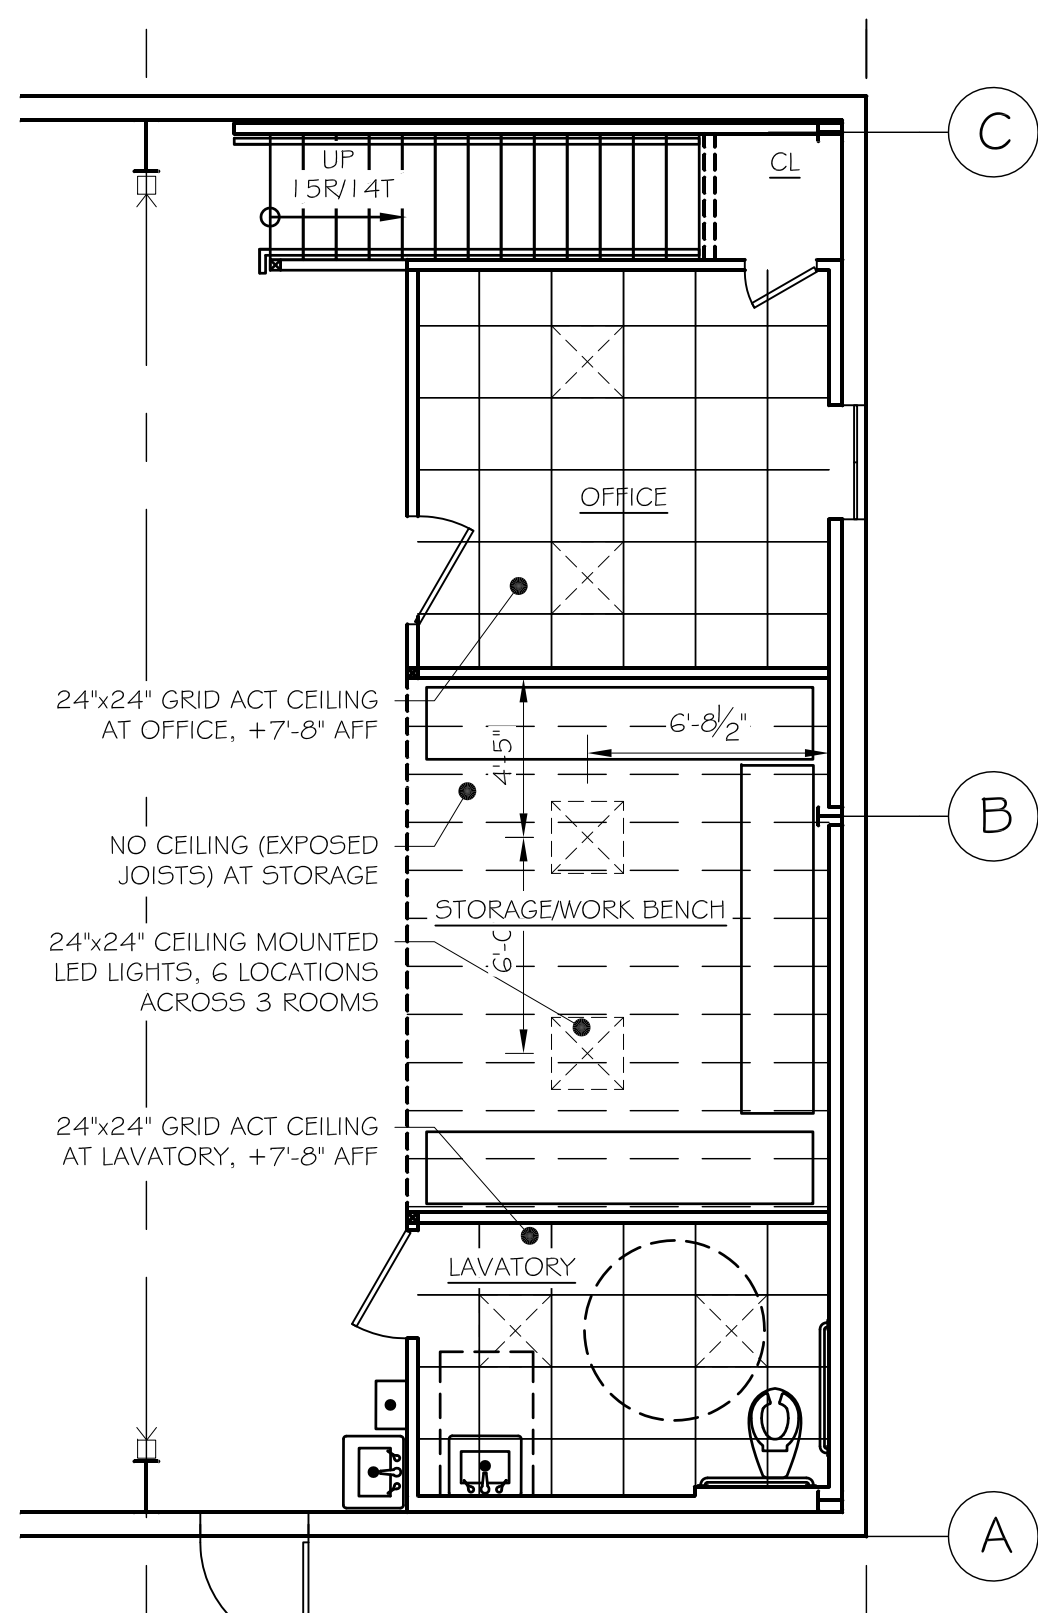 C
UP
15R/14T
CL
OFFICE
24"x24" GRID ACT CEILING
AT OFFICE, +7'-8" AFF
6'-8½"
4'-5"
NO CEILING (EXPOSED
JOISTS) AT STORAGE
B
STORAGE/WORK BENCH
24"x24" CEILING MOUNTED
LED LIGHTS, 6 LOCATIONS
ACROSS 3 ROOMS
24"x24" GRID ACT CEILING
AT LAVATORY, +7'-8" AFF
LAVATORY
A